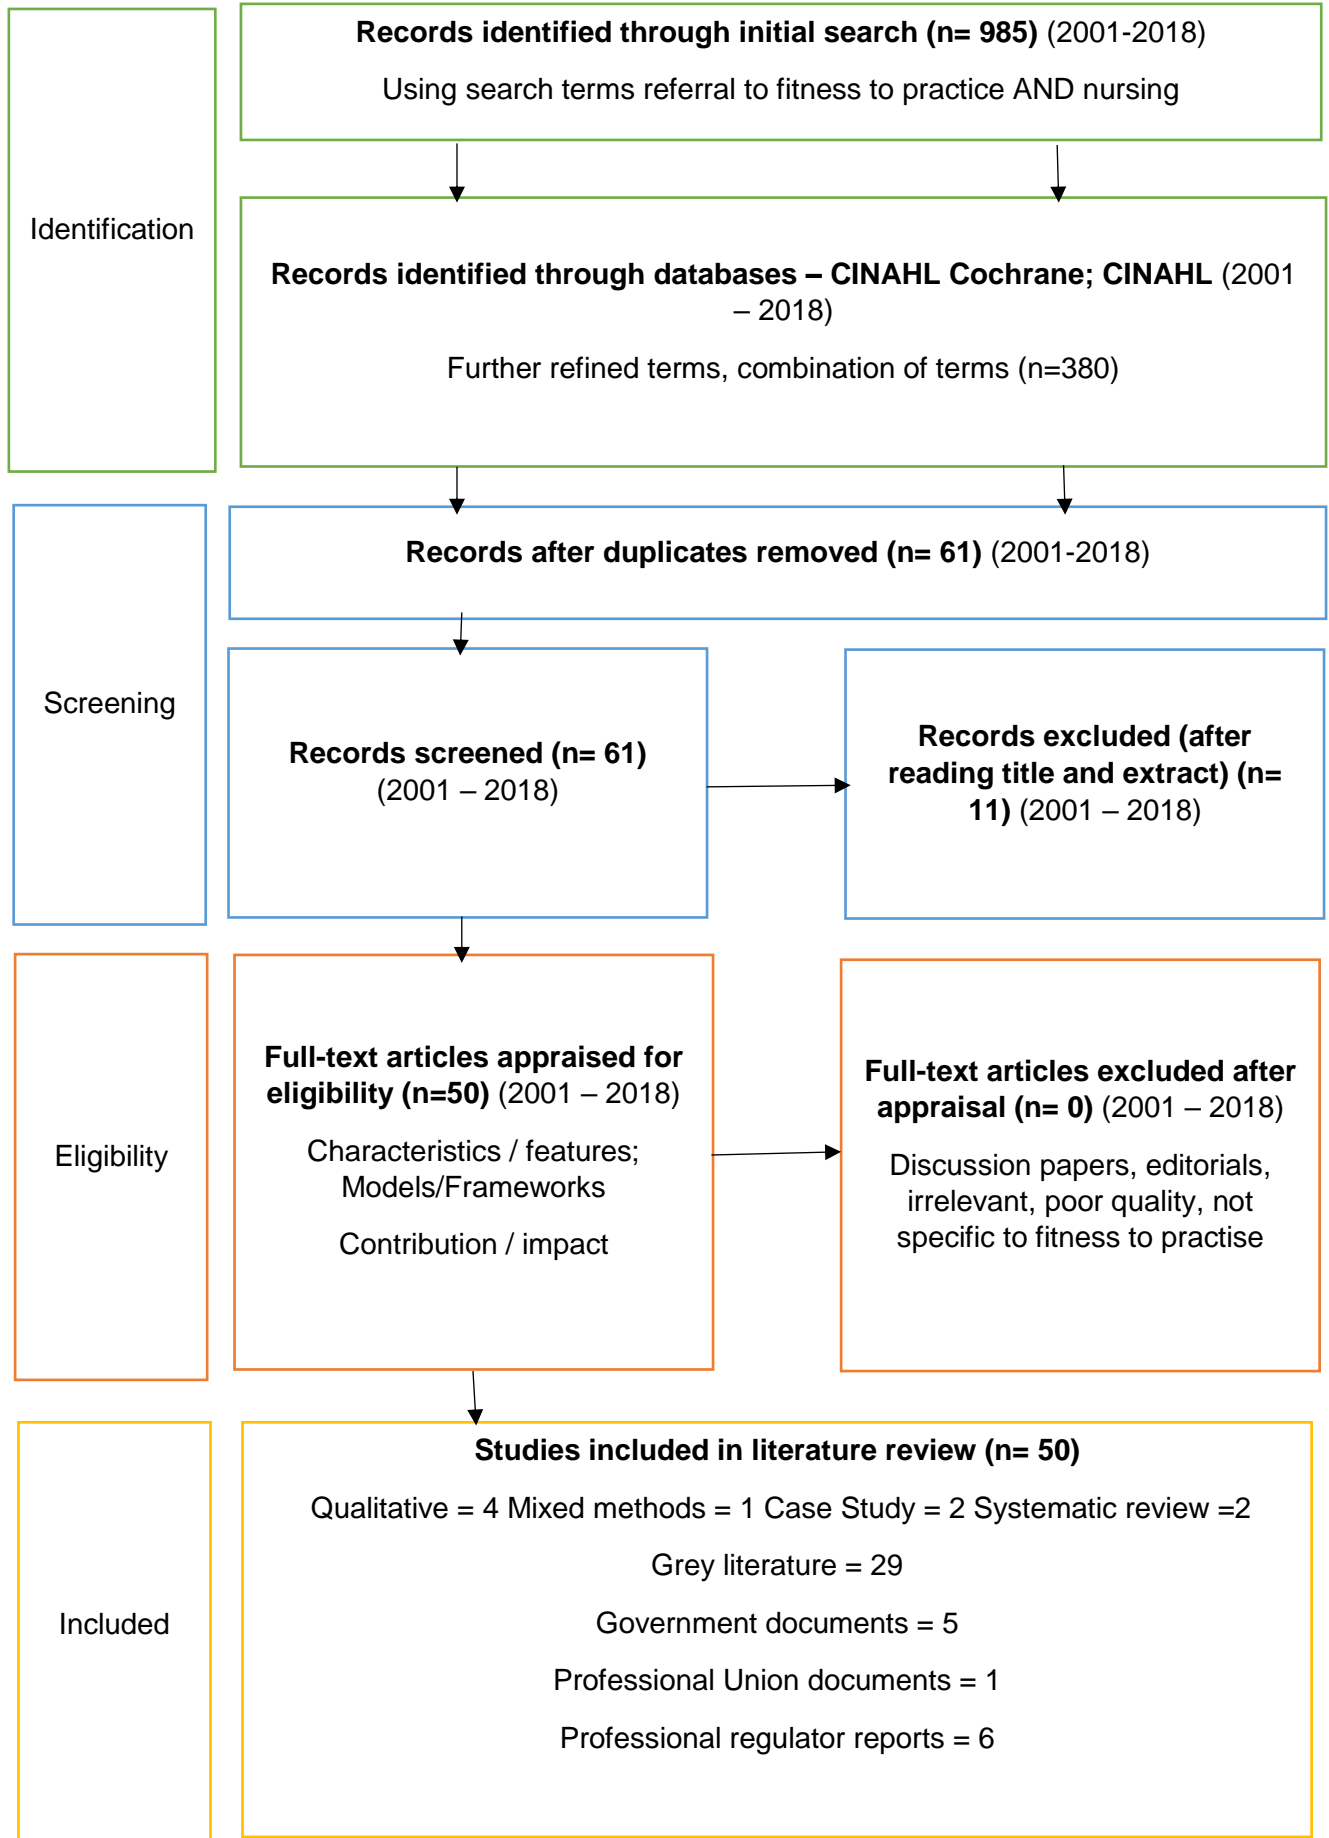 Records identified through initial search (n= 985) (2001-2018)
Using search terms referral to fitness to practice AND nursing
Identification
Records identified through databases – CINAHL Cochrane; CINAHL (2001
– 2018)
Further refined terms, combination of terms (n=380)
Records after duplicates removed (n= 61) (2001-2018)
Screening
Records screened (n= 61)
(2001 – 2018)
Records excluded (after
reading title and extract) (n=
11) (2001 – 2018)
Eligibility
Full-text articles appraised for
eligibility (n=50) (2001 – 2018)
Characteristics / features;
Models/Frameworks
Contribution / impact
Full-text articles excluded after
appraisal (n= 0) (2001 – 2018)
Discussion papers, editorials,
irrelevant, poor quality, not
specific to fitness to practise
Included
Studies included in literature review (n= 50)
Qualitative = 4 Mixed methods = 1 Case Study = 2 Systematic review =2
Grey literature = 29
Government documents = 5
Professional Union documents = 1
Professional regulator reports = 6